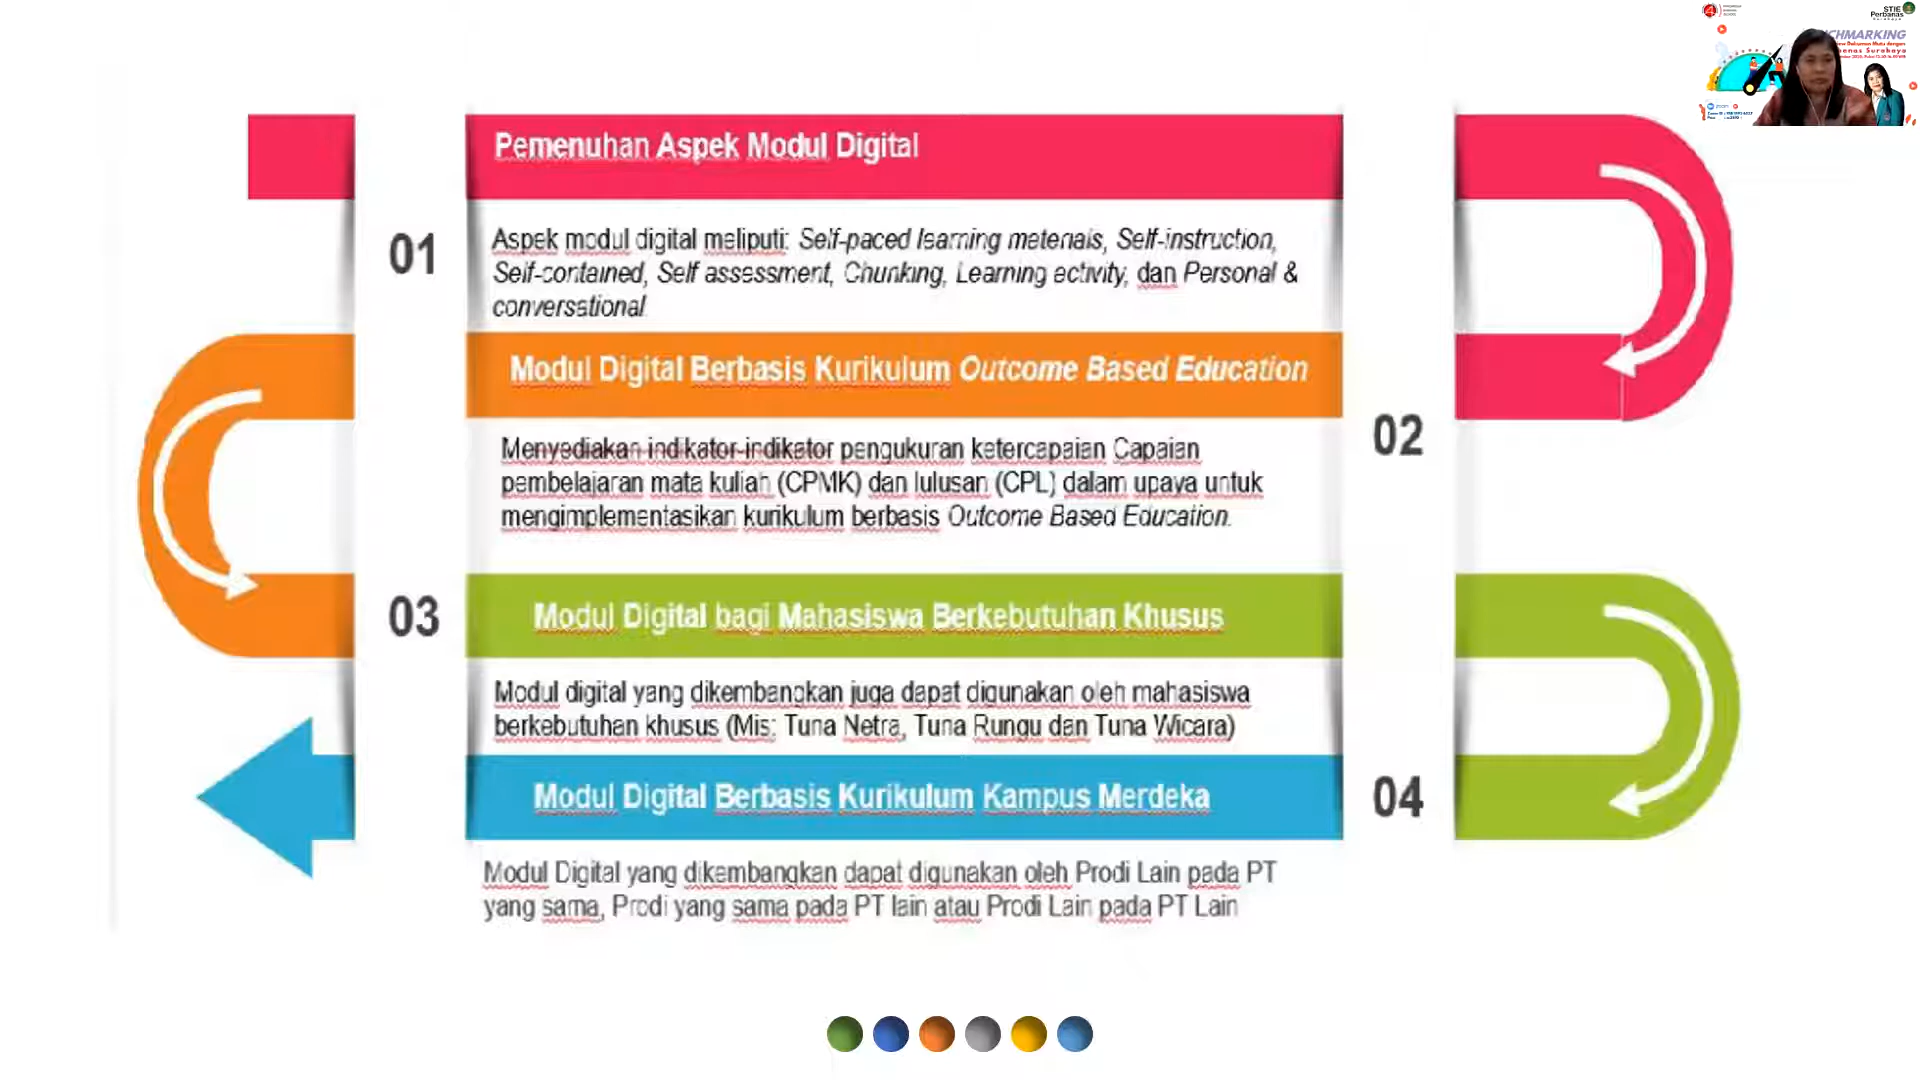 STIE
Perbanas
Surabaya
CHMARKING
01
Pemenuhan Aspek Modul Digital
Aspek modul digital meliputi: Self-paced learning materials, Self-instruction,
Self-contained, Self assessment, Chunking, Learning activity, dan Personal &
conversational.
02
Modul Digital Berbasis Kurikulum Outcome Based Education
Menyediakan indikator-indikator pengukuran ketercapaian Capaian
pembelajaran mata kuliah (CPMK) dan lulusan (CPL) dalam upaya untuk
mengimplementasikan kurikulum berbasis Outcome Based Education.
03
Modul Digital bagi Mahasiswa Berkebutuhan Khusus
Modul digital yang dikembangkan juga dapat digunakan oleh mahasiswa
berkebutuhan khusus (Mis: Tuna Netra, Tuna Rungu dan Tuna Wicara)
04
Modul Digital Berbasis Kurikulum Kampus Merdeka
Modul Digital yang dikembangkan dapat digunakan oleh Prodi Lain pada PT
yang sama, Prodi yang sama pada PT lain atau Prodi Lain pada PT Lain